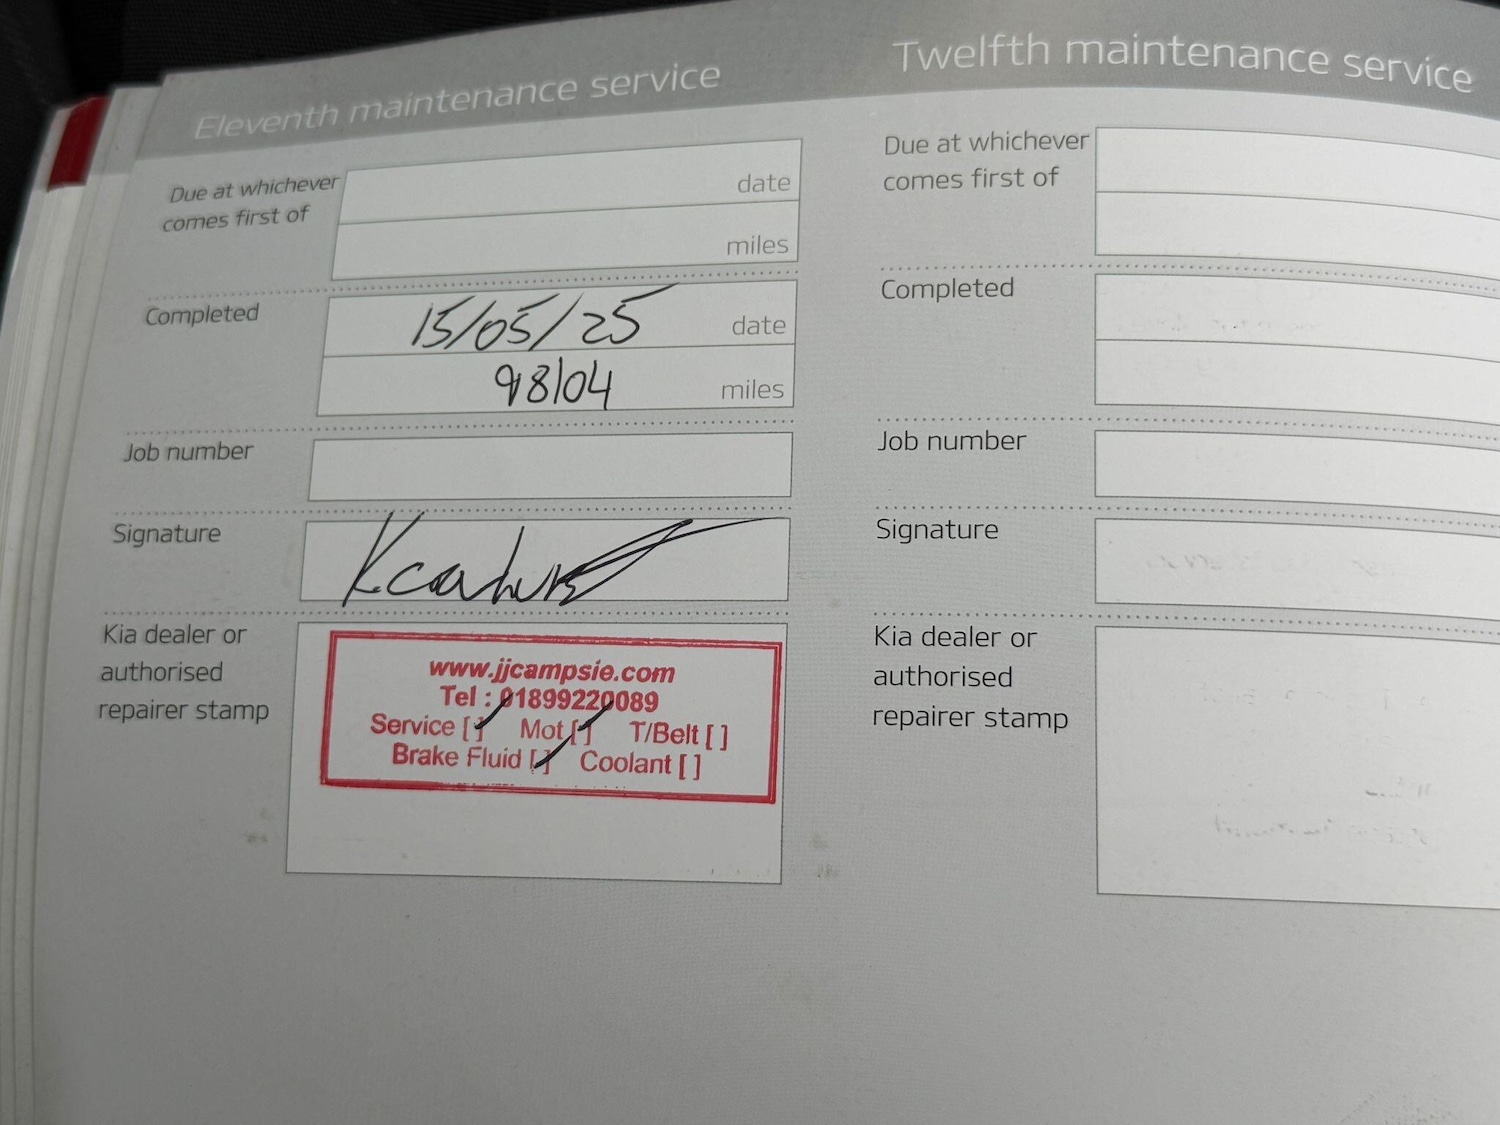 Eleventh maintenance service
Due at whichever
comes first of
date
miles
Completed
15/05/25 date
98104 miles
Job number
Signature
Kia dealer or
authorised
repairer stamp
www.jjcampsie.com
Tel : 01899220089
Service [ ] Mot [ ] T/Belt [ ]
Brake Fluid [ ] Coolant [ ]
Twelfth maintenance service
Due at whichever
comes first of
Completed
Job number
Signature
Kia dealer or
authorised
repairer stamp